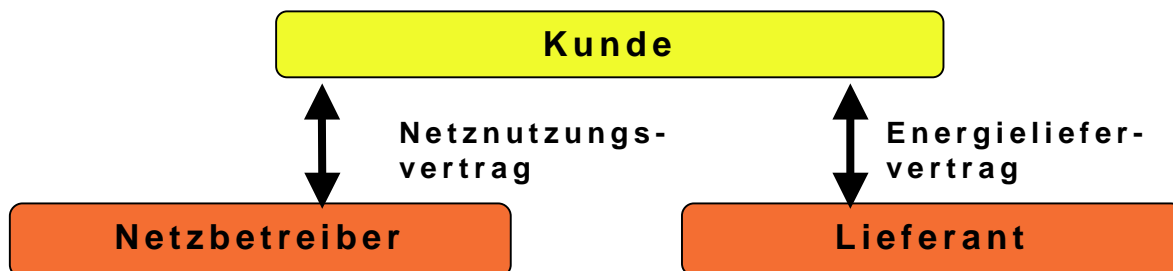 Kunde
Netznutzungs-
vertrag
Energieliefer-
vertrag
Netzbetreiber
Lieferant